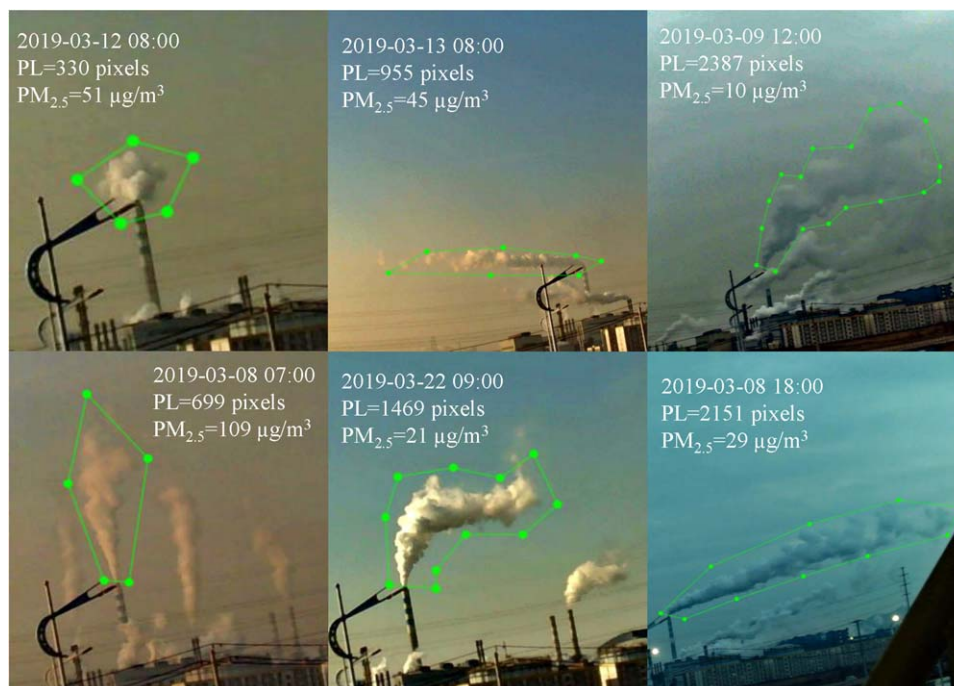 2019-03-12 08:00
PL=330 pixels
PM₂.₅=51 µg/m³
2019-03-13 08:00
PL=955 pixels
PM₂.₅=45 µg/m³
2019-03-09 12:00
PL=2387 pixels
PM₂.₅=10 µg/m³
2019-03-08 07:00
PL=699 pixels
PM₂.₅=109 µg/m³
2019-03-22 09:00
PL=1469 pixels
PM₂.₅=21 µg/m³
2019-03-08 18:00
PL=2151 pixels
PM₂.₅=29 µg/m³